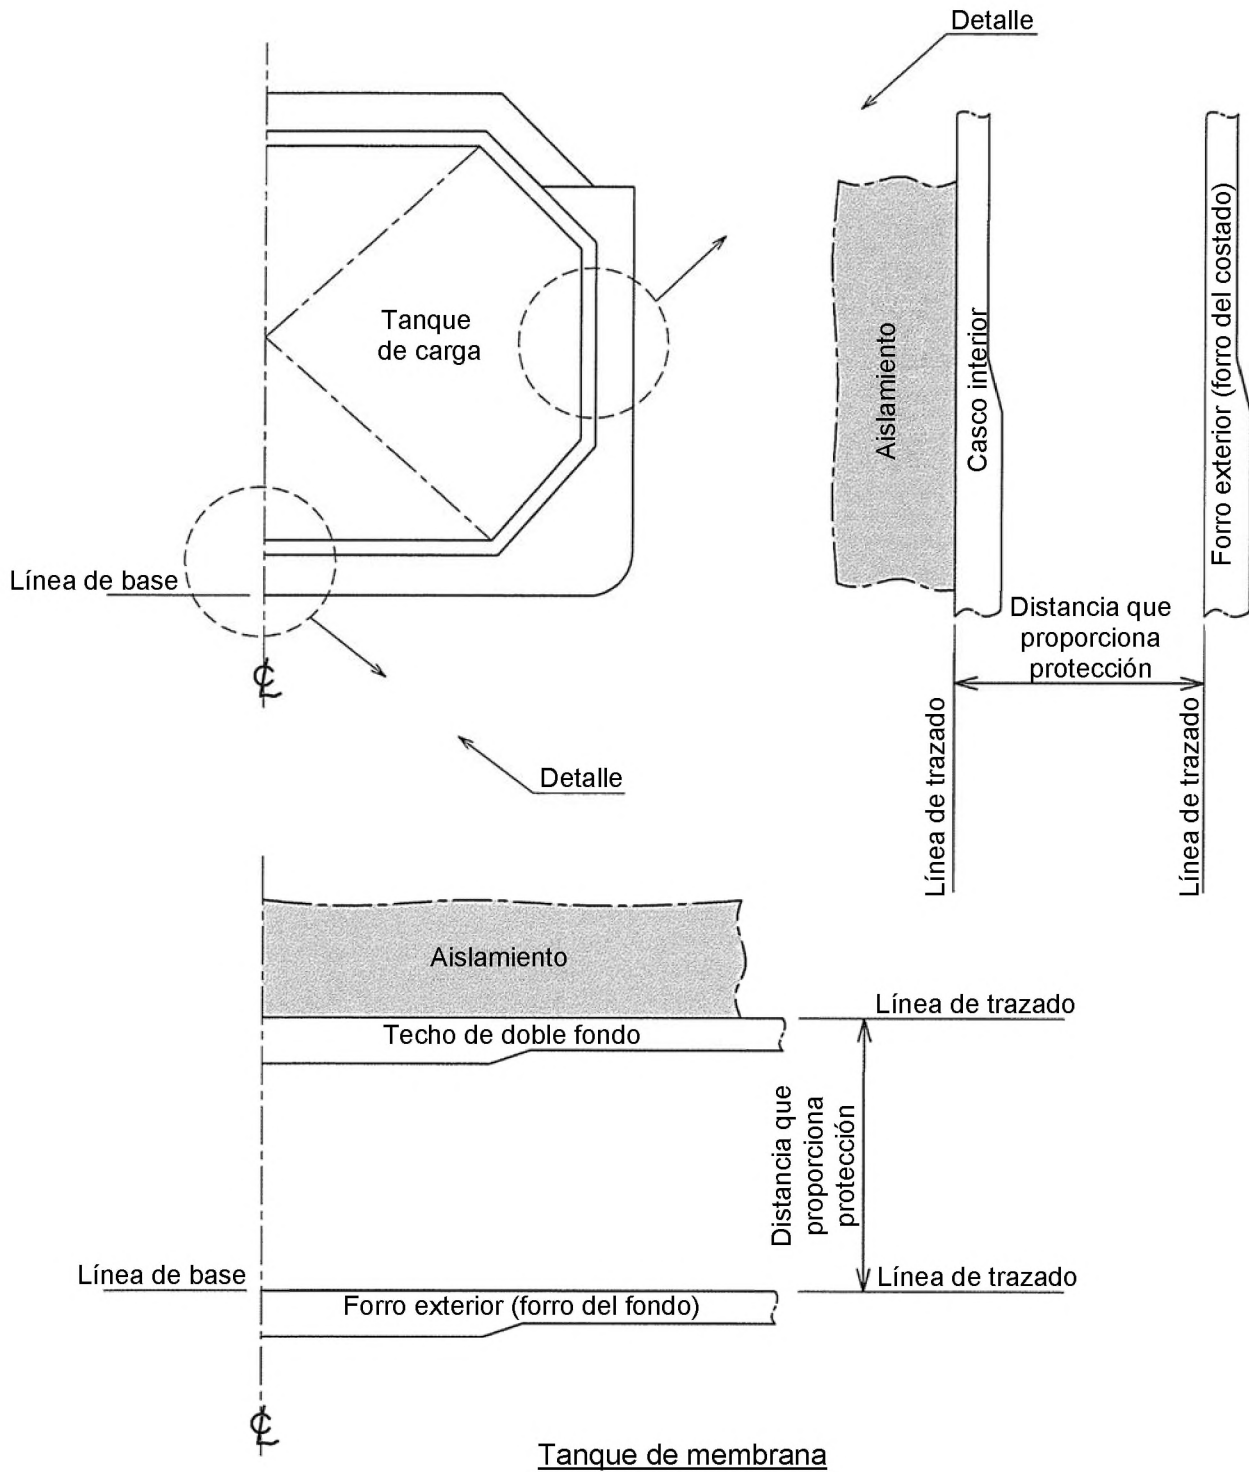 Detalle
Tanque
de carga
Línea de base
℄
Detalle
Aislamiento
Casco interior
Forro exterior (forro del costado)
Distancia que
proporciona
protección
Línea de trazado
Línea de trazado
Aislamiento
Techo de doble fondo
Línea de trazado
Distancia que
proporciona
protección
Línea de base
Forro exterior (forro del fondo)
Línea de trazado
℄
Tanque de membrana